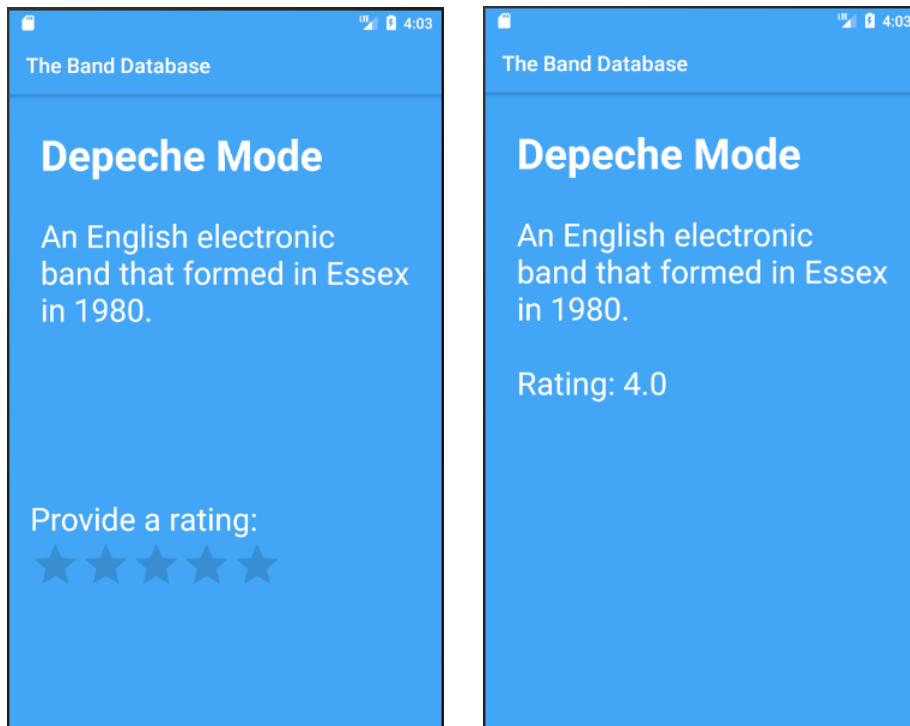 4:03
The Band Database
Depeche Mode
An English electronic
band that formed in Essex
in 1980.
Provide a rating:
LTE 4:03
The Band Database
Depeche Mode
An English electronic
band that formed in Essex
in 1980.
Rating: 4.0